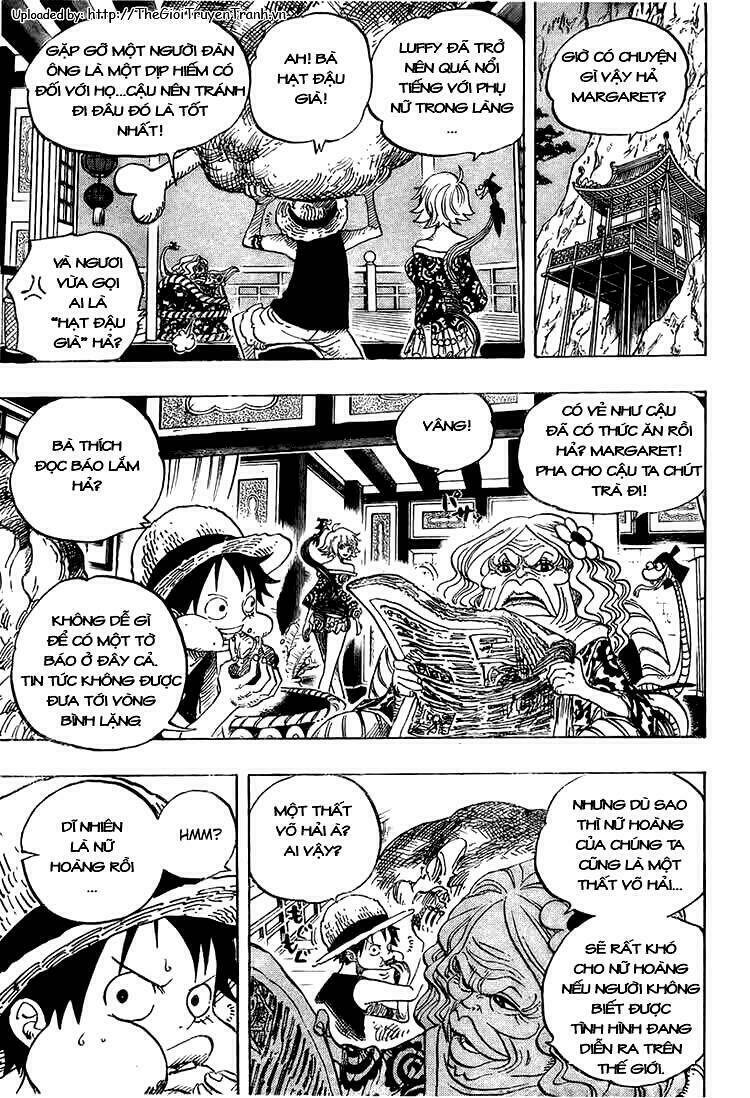 Uploaded by: http://TheGioiTruyenTranh.vn
GIỜ CÓ CHUYỆN
GÌ VẬY HẢ
MARGARET?
LUFFY ĐÃ TRỞ
NÊN QUÁ NỔI
TIẾNG VỚI PHỤ
NỮ TRONG LÀNG
...
AH! BÀ
HẠT ĐẬU
GIÀ!
GẶP GỠ MỘT NGƯỜI ĐÀN
ÔNG LÀ MỘT DỊP HIẾM CÓ
ĐỐI VỚI HỌ...CẬU NÊN TRÁNH
ĐI ĐÂU ĐÓ LÀ TỐT
NHẤT!
VÀ NGƯƠI
VỪA GỌI
AI LÀ
“HẠT ĐẬU
GIÀ” HẢ?
CÓ VẺ NHƯ CẬU
ĐÃ CÓ THỨC ĂN RỒI
HẢ? MARGARET!
PHA CHO CẬU TA CHÚT
TRÀ ĐI!
VÂNG!
BÀ THÍCH
ĐỌC BÁO LẮM
HẢ?
KHÔNG DỄ GÌ
ĐỂ CÓ MỘT TỜ
BÁO Ở ĐÂY CẢ.
TIN TỨC KHÔNG ĐƯỢC
ĐƯA TỚI VÒNG
BÌNH LẶNG
NHƯNG DÙ SAO
THÌ NỮ HOÀNG
CỦA CHÚNG TA
CŨNG LÀ MỘT
THẤT VÕ HẢI...
SẼ RẤT KHÓ
CHO NỮ HOÀNG
NẾU NGƯỜI KHÔNG
BIẾT ĐƯỢC
TÌNH HÌNH ĐANG
DIỄN RA TRÊN
THẾ GIỚI.
MỘT THẤT
VÕ HẢI À?
AI VẬY?
HMM?
DĨ NHIÊN
LÀ NỮ
HOÀNG RỒI
...